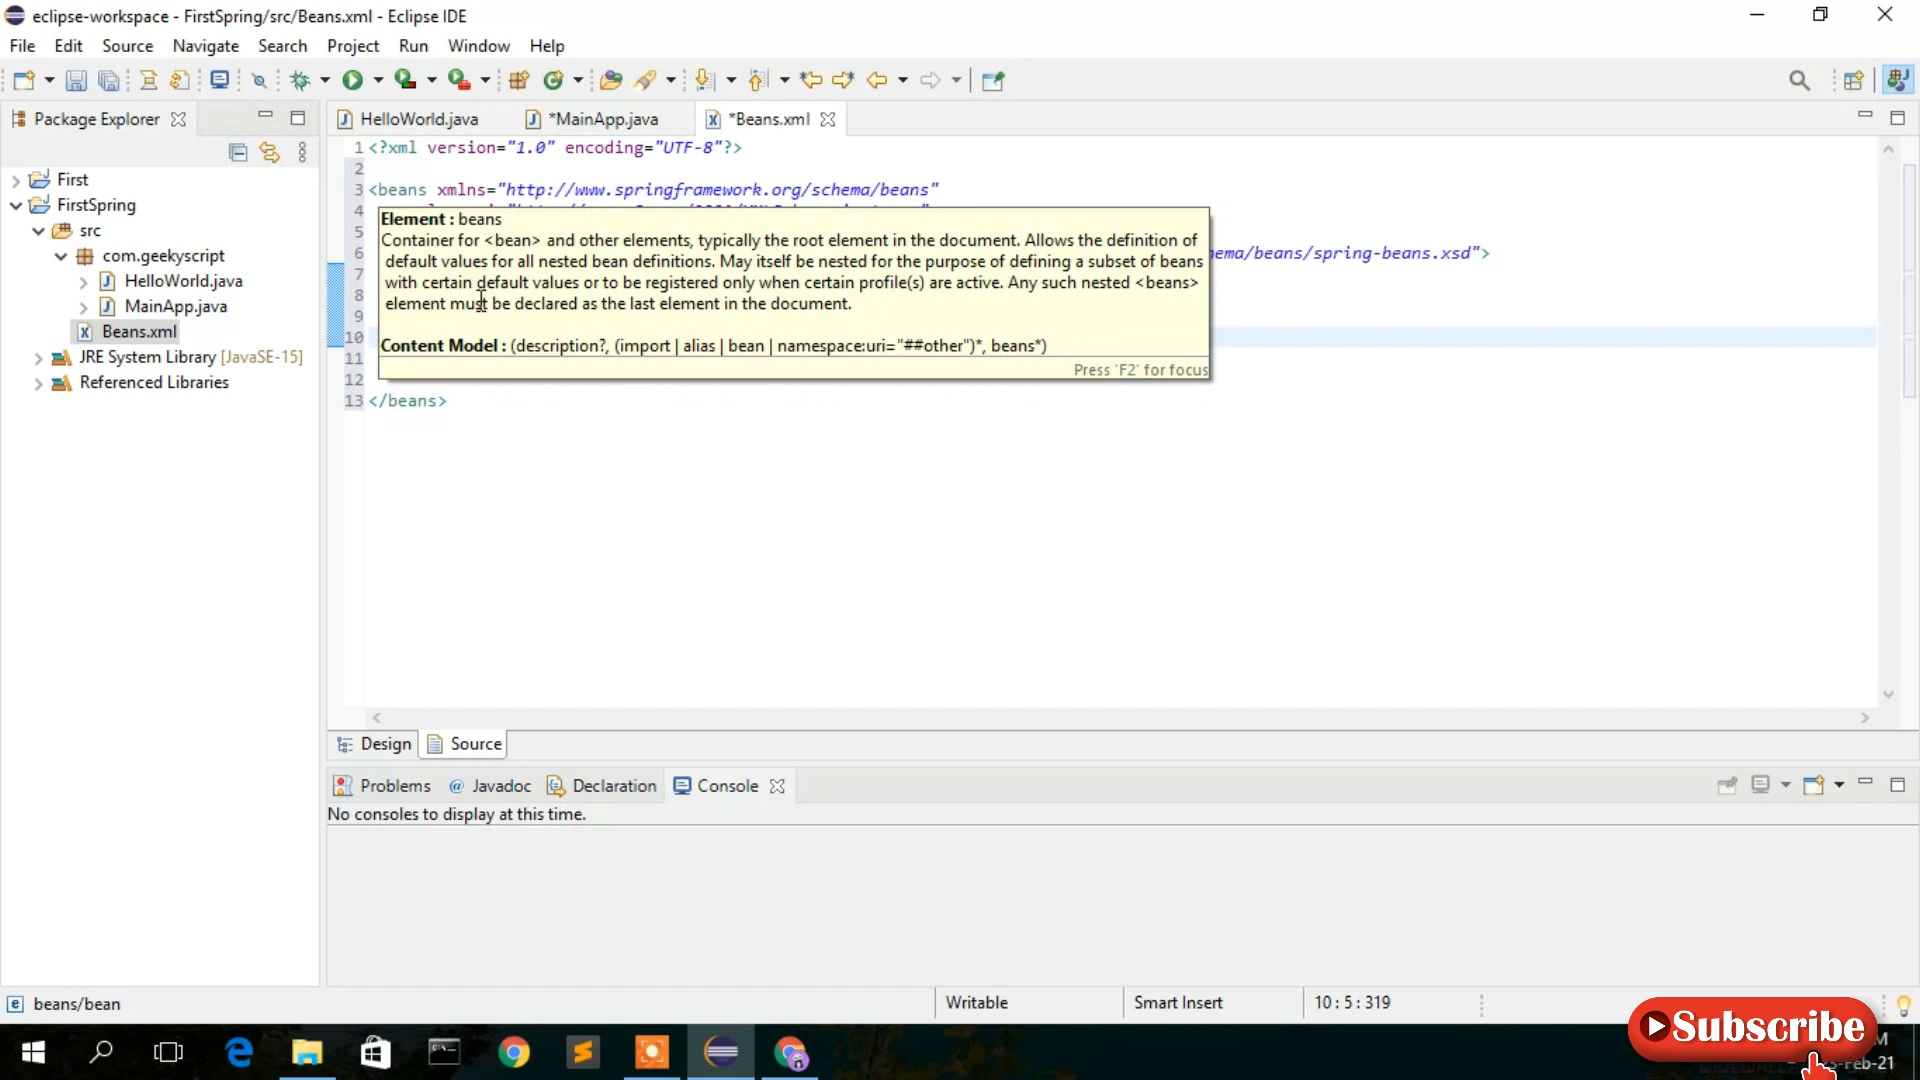 eclipse-workspace - FirstSpring/src/Beans.xml - Eclipse IDE
File Edit Source Navigate Search Project Run Window Help
Package Explorer
HelloWorld.java
*MainApp.java
*Beans.xml
First
FirstSpring
src
com.geekyscript
HelloWorld.java
MainApp.java
Beans.xml
JRE System Library [JavaSE-15]
Referenced Libraries
1 <?xml version="1.0" encoding="UTF-8"?>
2
3 <beans xmlns="http://www.springframework.org/schema/beans"
4
5
6 ema/beans/spring-beans.xsd">
7
8
9
10
11
12
13 </beans>
Element : beans
Container for <bean> and other elements, typically the root element in the document. Allows the definition of
default values for all nested bean definitions. May itself be nested for the purpose of defining a subset of beans
with certain default values or to be registered only when certain profile(s) are active. Any such nested <beans>
element must be declared as the last element in the document.
Content Model : (description?, (import | alias | bean | namespace:uri="##other")*, beans*)
Press 'F2' for focus
Design Source
Problems @ Javadoc Declaration Console
No consoles to display at this time.
beans/bean
Writable
Smart Insert
10 : 5 : 319
Subscribe
-Feb-21